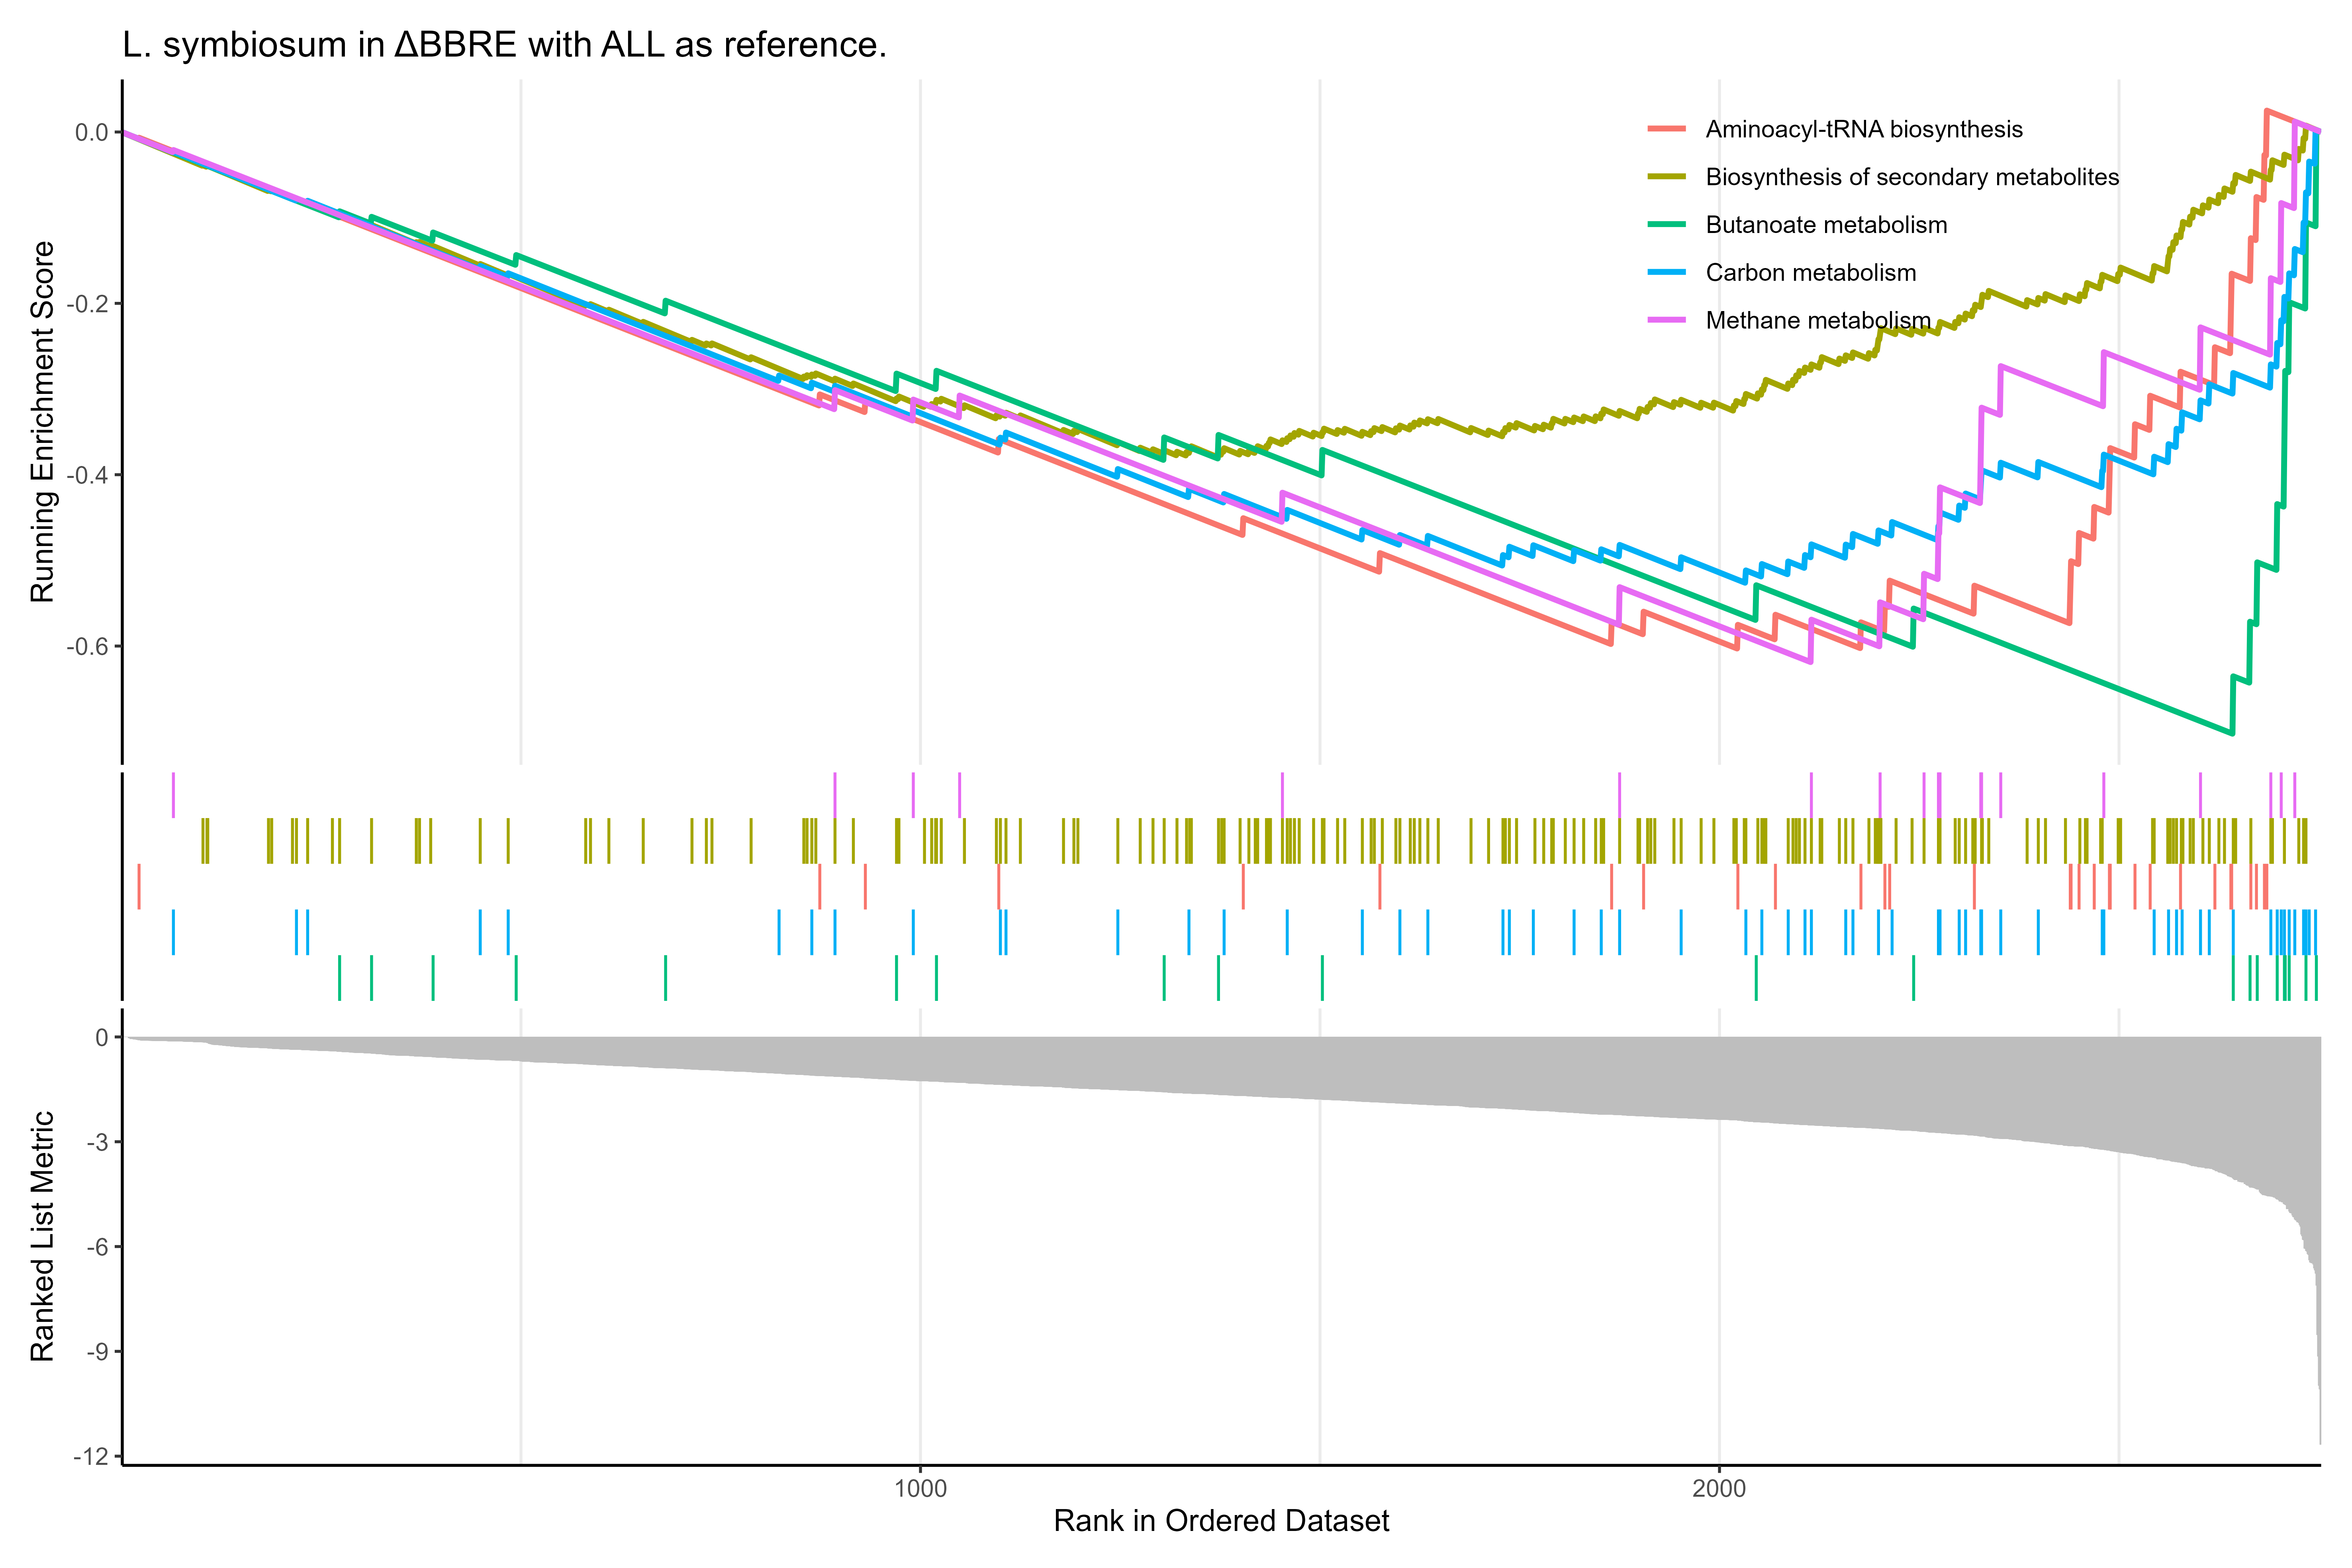 L. symbiosum in ΔBBRE with ALL as reference.
Running Enrichment Score
0.0
-0.2
-0.4
-0.6
Aminoacyl-tRNA biosynthesis
Biosynthesis of secondary metabolites
Butanoate metabolism
Carbon metabolism
Methane metabolism
Ranked List Metric
0
-3
-6
-9
-12
1000
2000
Rank in Ordered Dataset